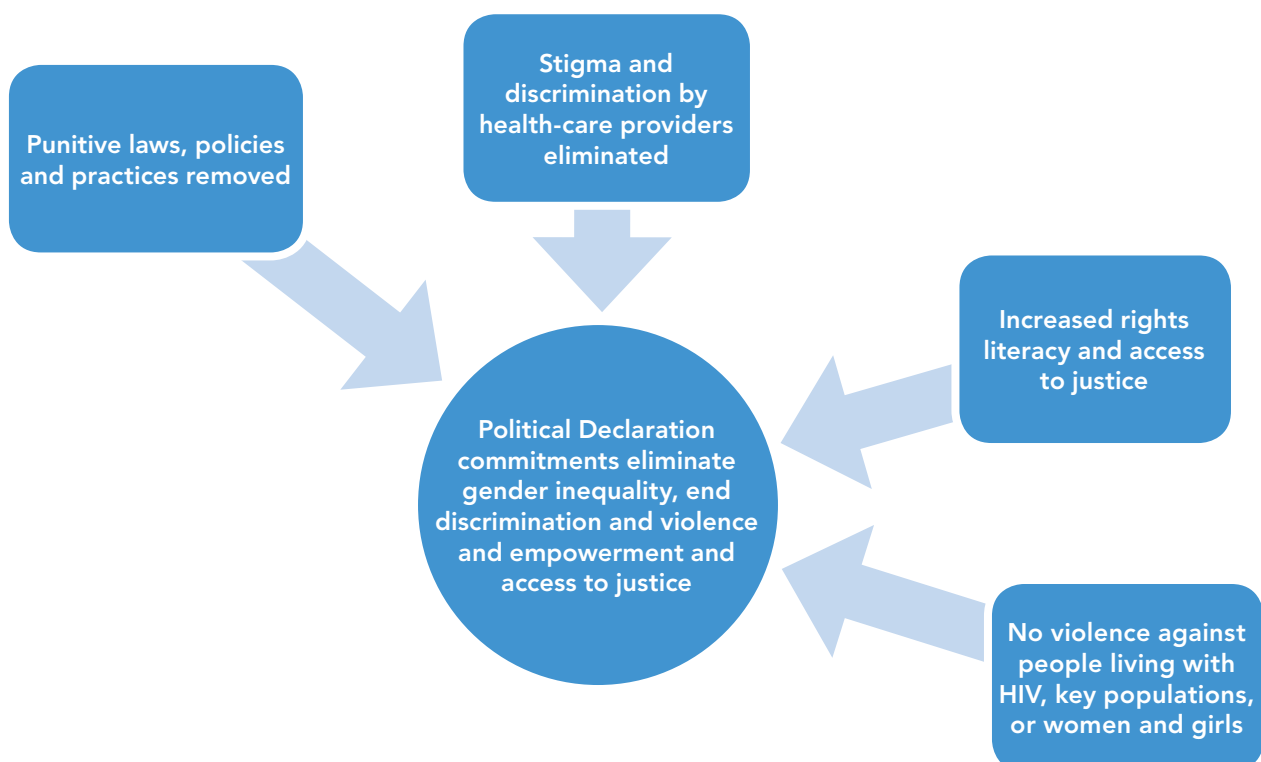 Stigma and
discrimination by
health-care providers
eliminated
Punitive laws, policies
and practices removed
Increased rights
literacy and access
to justice
Political Declaration
commitments eliminate
gender inequality, end
discrimination and violence
and empowerment and
access to justice
No violence against
people living with
HIV, key populations,
or women and girls